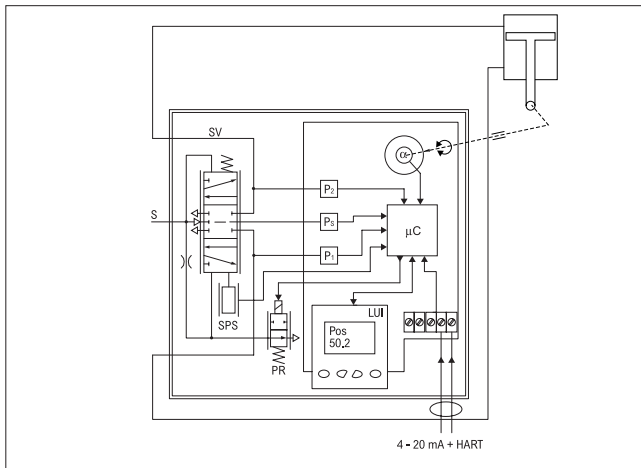 SV
α
P2
S
PS
μC
P1
SPS
LUI
Pos
50.2
PR
4 - 20 mA + HART